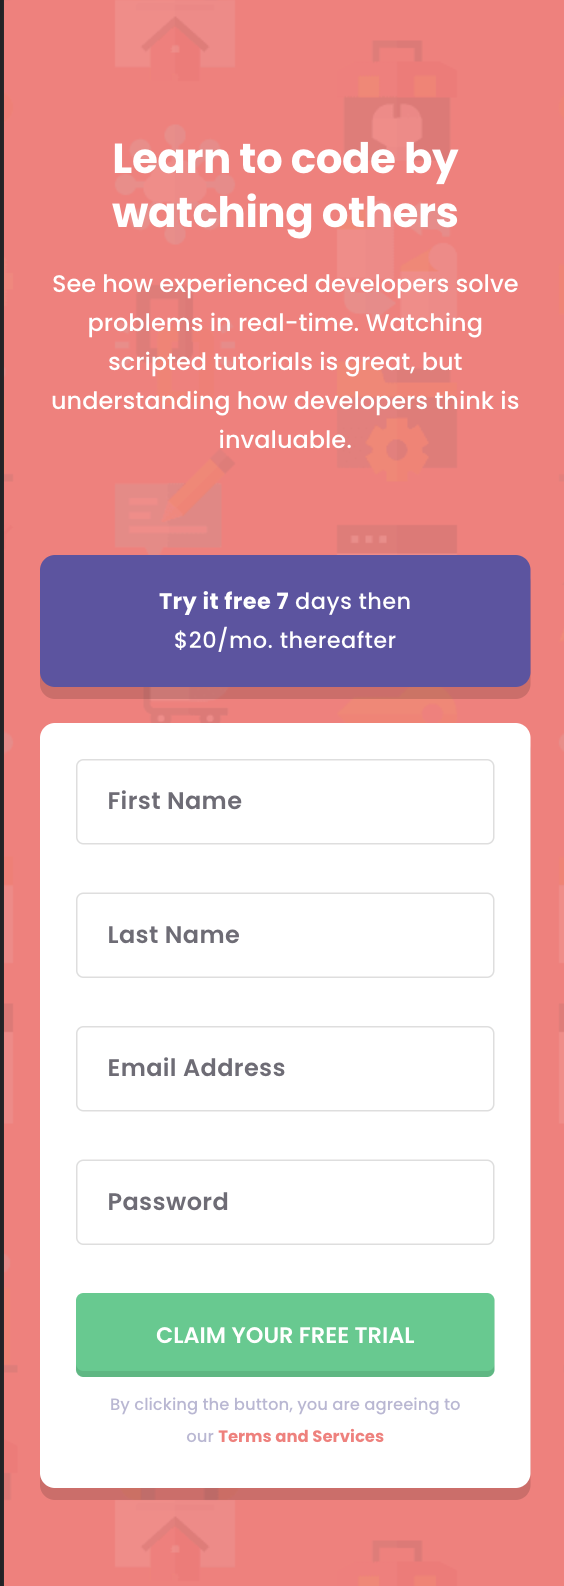 Learn to code by
watching others
See how experienced developers solve
problems in real-time. Watching
scripted tutorials is great, but
understanding how developers think is
invaluable.
Try it free 7 days then
$20/mo. thereafter
First Name
Last Name
Email Address
Password
CLAIM YOUR FREE TRIAL
By clicking the button, you are agreeing to
our Terms and Services